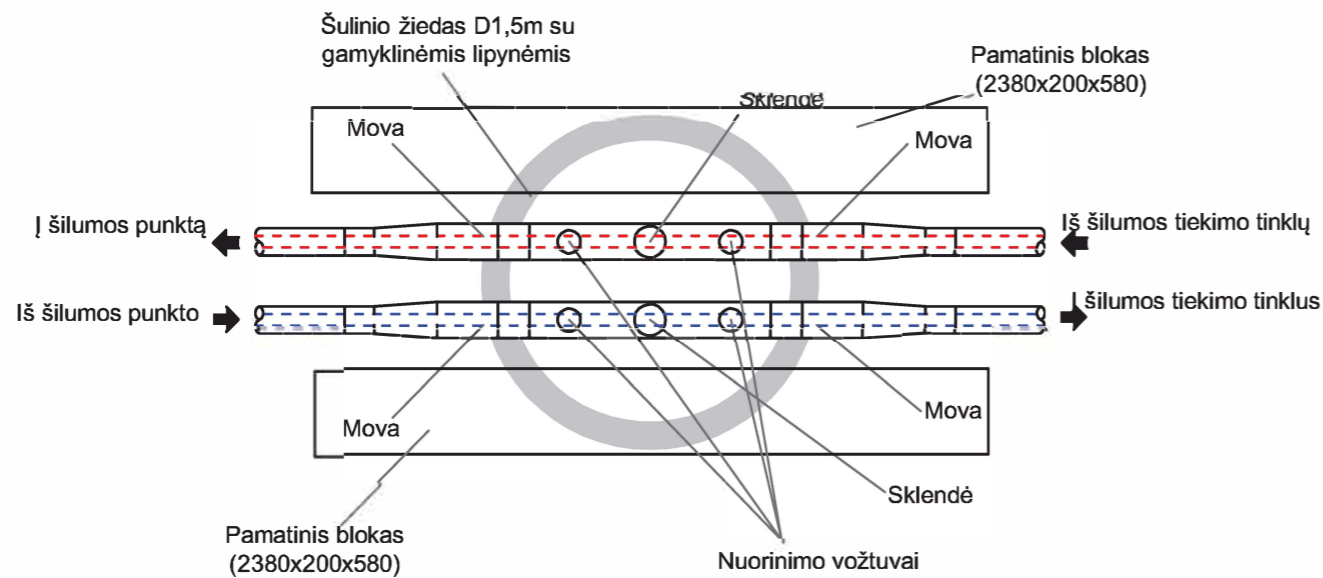 Šulinio žiedas D1,5m su
gamyklinėmis lipynėmis
Pamatinis blokas
(2380x200x580)
Sklendė
Mova
Mova
Į šilumos punktą
Iš šilumos tiekimo tinklų
Iš šilumos punkto
Į šilumos tiekimo tinklus
Mova
Mova
Sklendė
Pamatinis blokas
(2380x200x580)
Nuorinimo vožtuvai